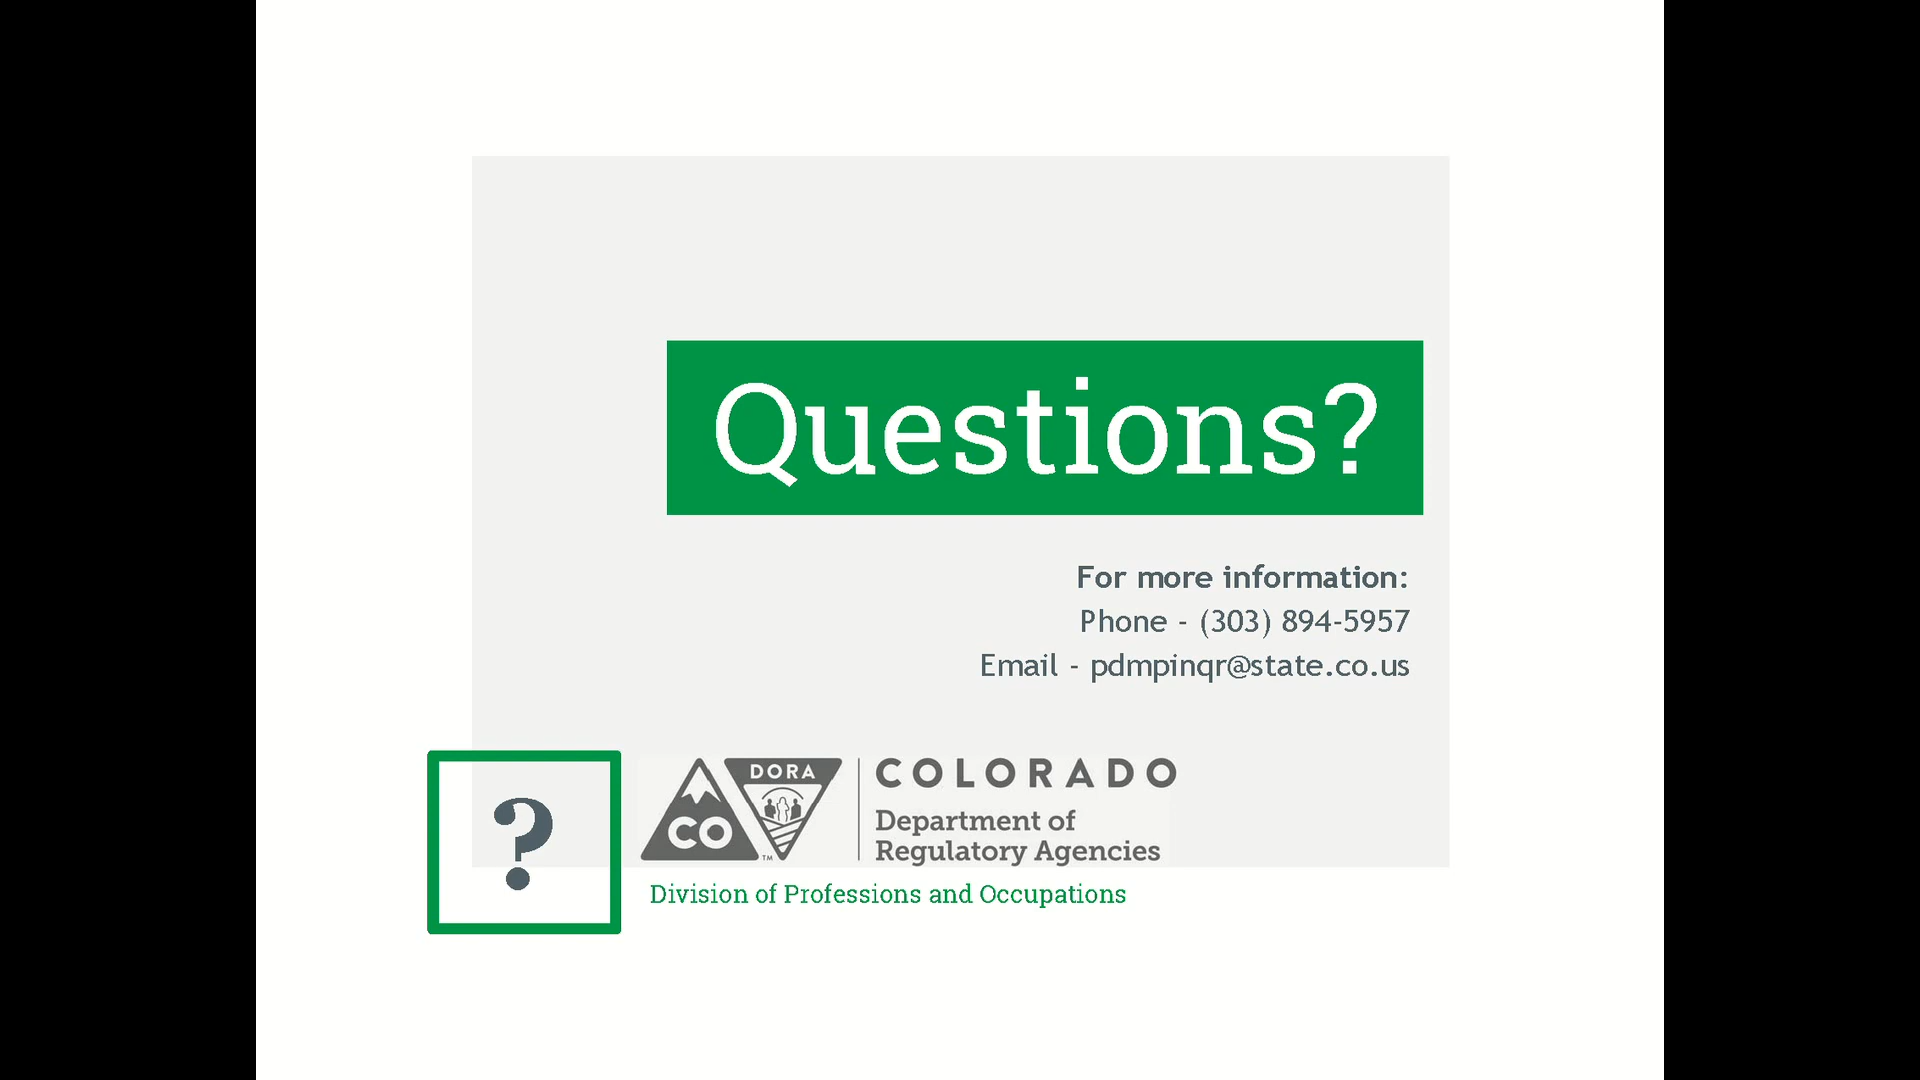 Questions?
For more information:
Phone - (303) 894-5957
Email - pdmpinqr@state.co.us
?
DORA
CO
TM
COLORADO
Department of
Regulatory Agencies
Division of Professions and Occupations